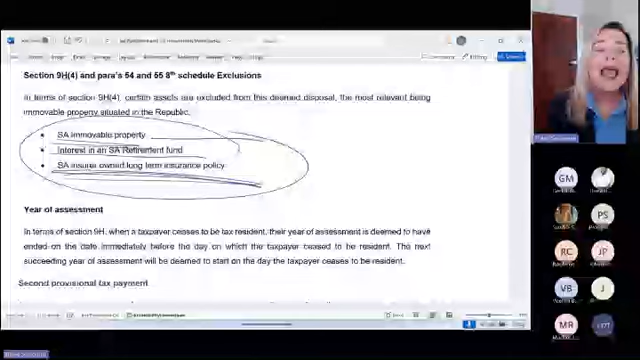 Section 9H(4) and para's 54 and 55 8th schedule Exclusions
In terms of section 9H(4), certain assets are excluded from this deemed disposal, the most relevant being
immovable property situated in the Republic.
• SA immovable property
• Interest in an SA Retirement fund
• SA insurer owned long term insurance policy
Year of assessment
In terms of section 9H, when a taxpayer ceases to be tax resident, their year of assessment is deemed to have
ended on the date immediately before the day on which the taxpayer ceased to be resident. The next
succeeding year of assessment will be deemed to start on the day the taxpayer ceases to be resident.
Second provisional tax payment
GM
PS
RC
JP
VB
J
MR